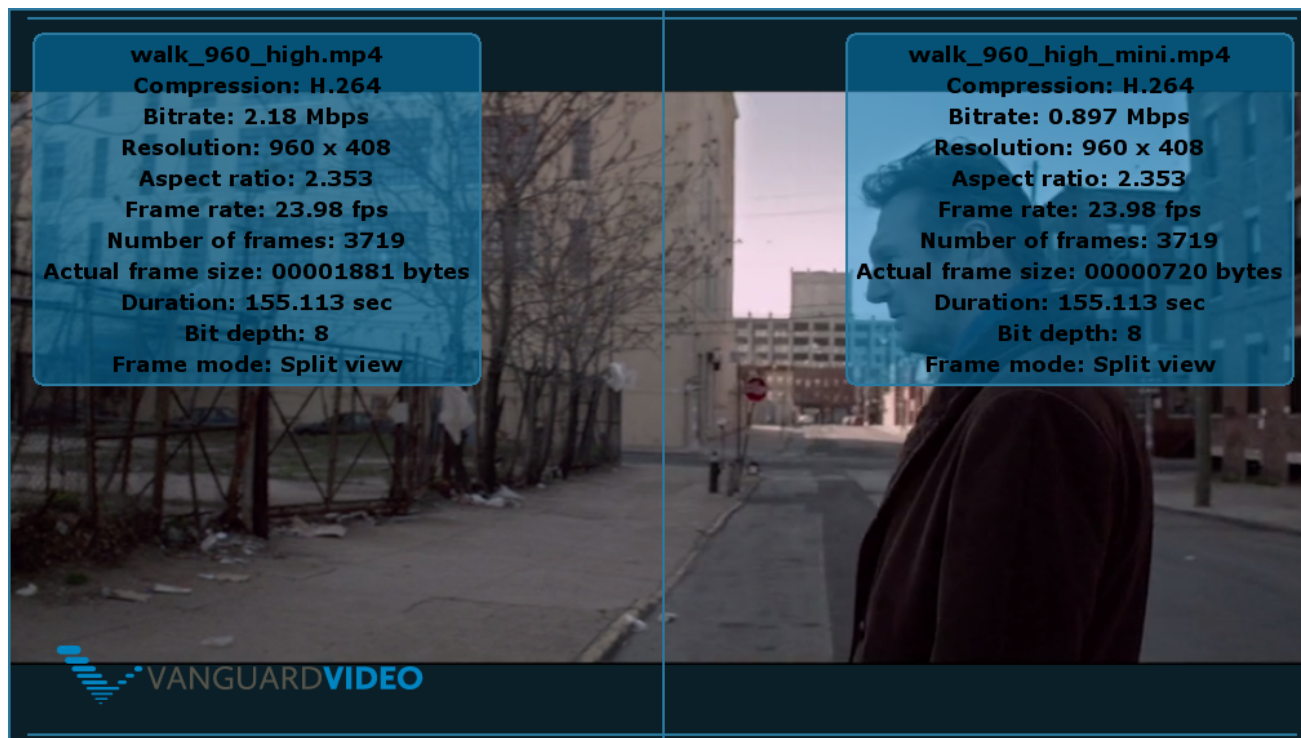 walk_960_high.mp4
Compression: H.264
Bitrate: 2.18 Mbps
Resolution: 960 x 408
Aspect ratio: 2.353
Frame rate: 23.98 fps
Number of frames: 3719
Actual frame size: 00001881 bytes
Duration: 155.113 sec
Bit depth: 8
Frame mode: Split view
walk_960_high_mini.mp4
Compression: H.264
Bitrate: 0.897 Mbps
Resolution: 960 x 408
Aspect ratio: 2.353
Frame rate: 23.98 fps
Number of frames: 3719
Actual frame size: 00000720 bytes
Duration: 155.113 sec
Bit depth: 8
Frame mode: Split view
VANGUARDVIDEO